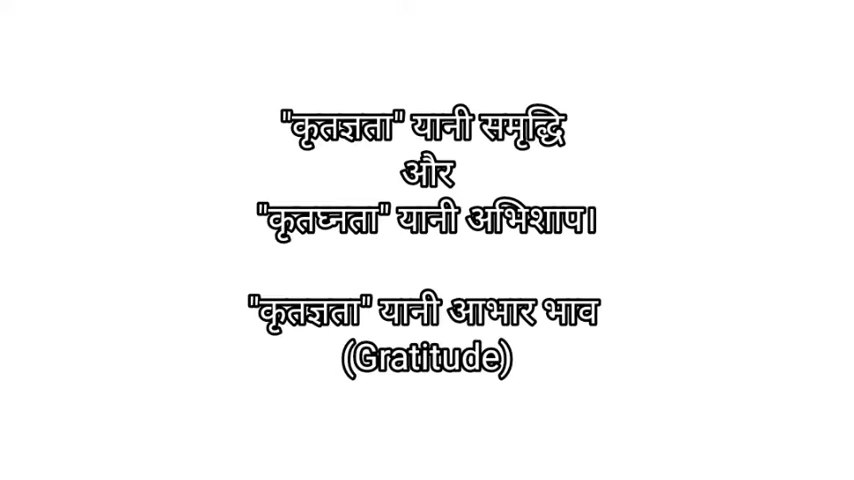 "कृतज्ञता" यानी समृद्धि
और
"कृतघ्नता" यानी अभिशाप।
"कृतज्ञता" यानी आभार भाव
(Gratitude)